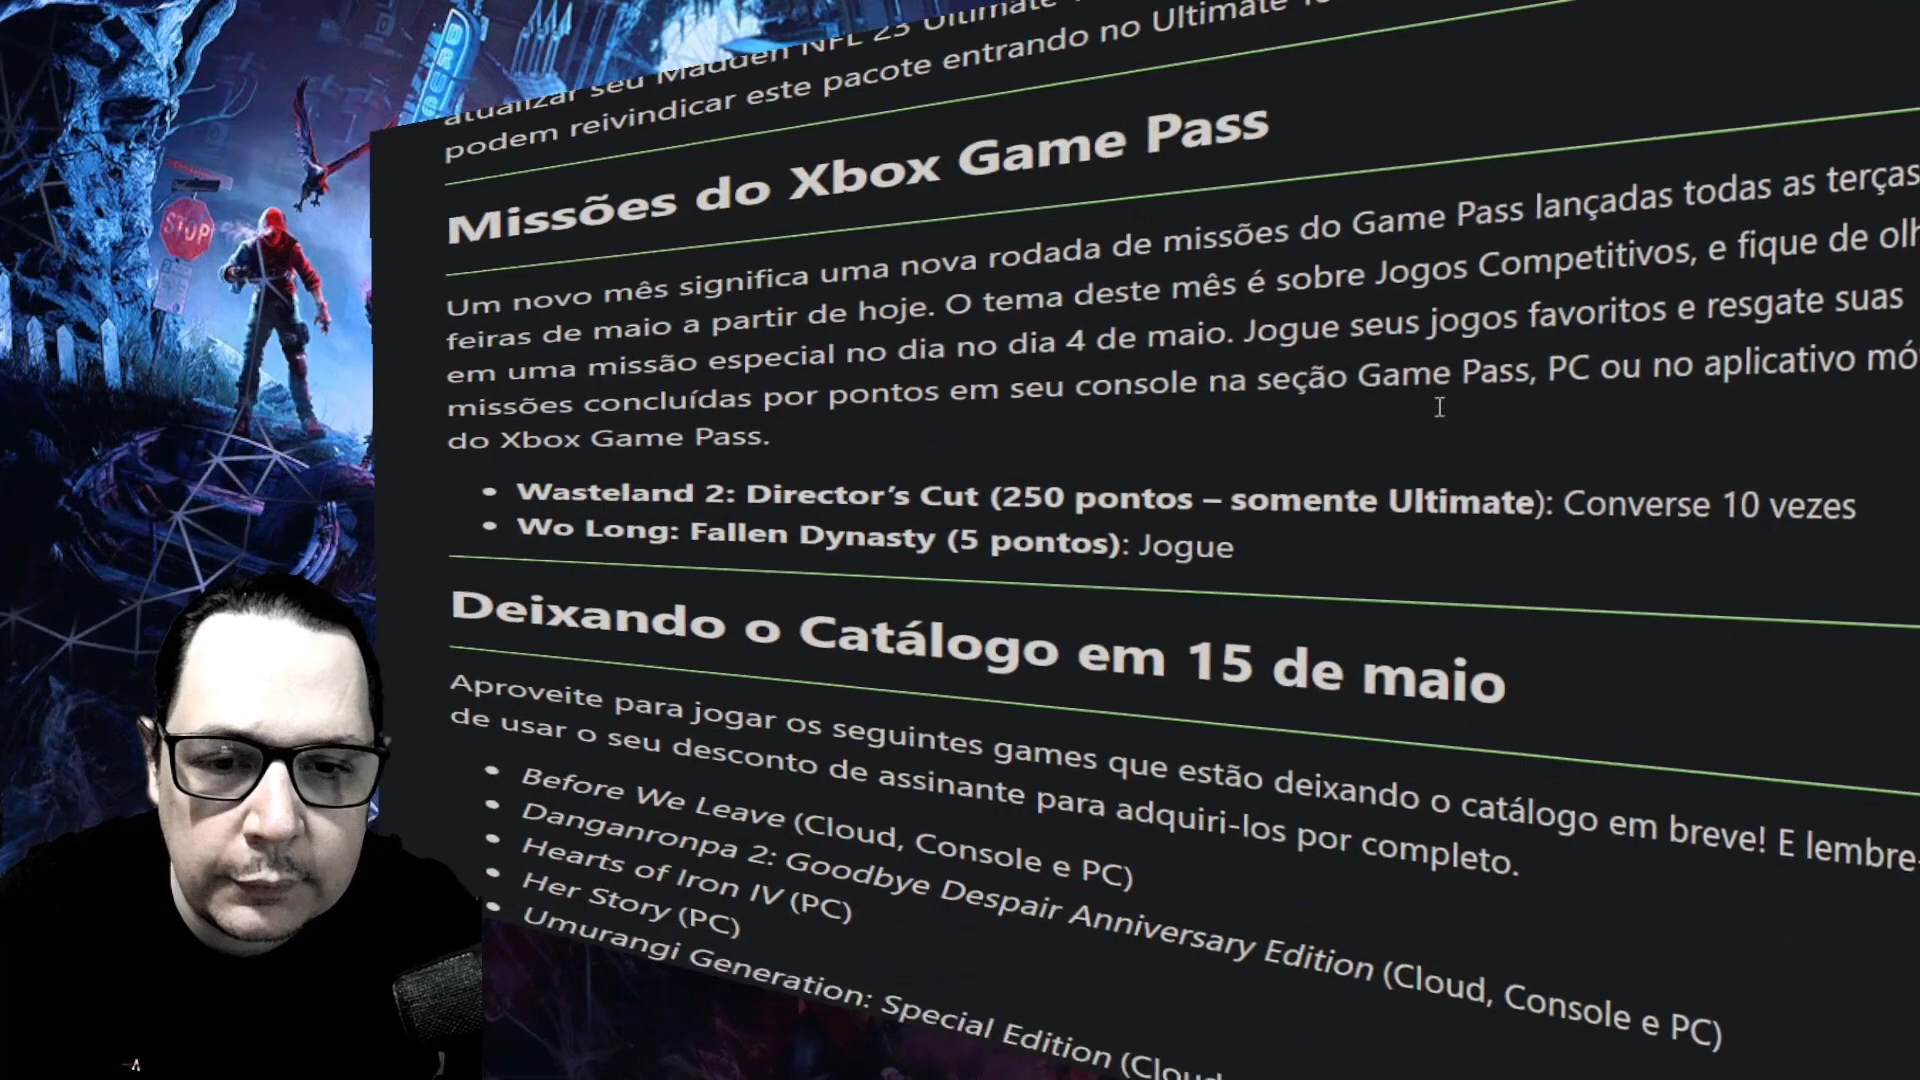 atualizar seu Madden NFL 23 Ultimate
podem reivindicar este pacote entrando no Ultimate
Missões do Xbox Game Pass
Um novo mês significa uma nova rodada de missões do Game Pass lançadas todas as terças
feiras de maio a partir de hoje. O tema deste mês é sobre Jogos Competitivos, e fique de olh
em uma missão especial no dia no dia 4 de maio. Jogue seus jogos favoritos e resgate suas
missões concluídas por pontos em seu console na seção Game Pass, PC ou no aplicativo mó
do Xbox Game Pass.
• Wasteland 2: Director’s Cut (250 pontos – somente Ultimate): Converse 10 vezes
• Wo Long: Fallen Dynasty (5 pontos): Jogue
Deixando o Catálogo em 15 de maio
Aproveite para jogar os seguintes games que estão deixando o catálogo em breve! E lembre-
de usar o seu desconto de assinante para adquiri-los por completo.
• Before We Leave (Cloud, Console e PC)
• Danganronpa 2: Goodbye Despair Anniversary Edition (Cloud, Console e PC)
• Hearts of Iron IV (PC)
• Her Story (PC)
• Umurangi Generation: Special Edition (Cloud
STOP